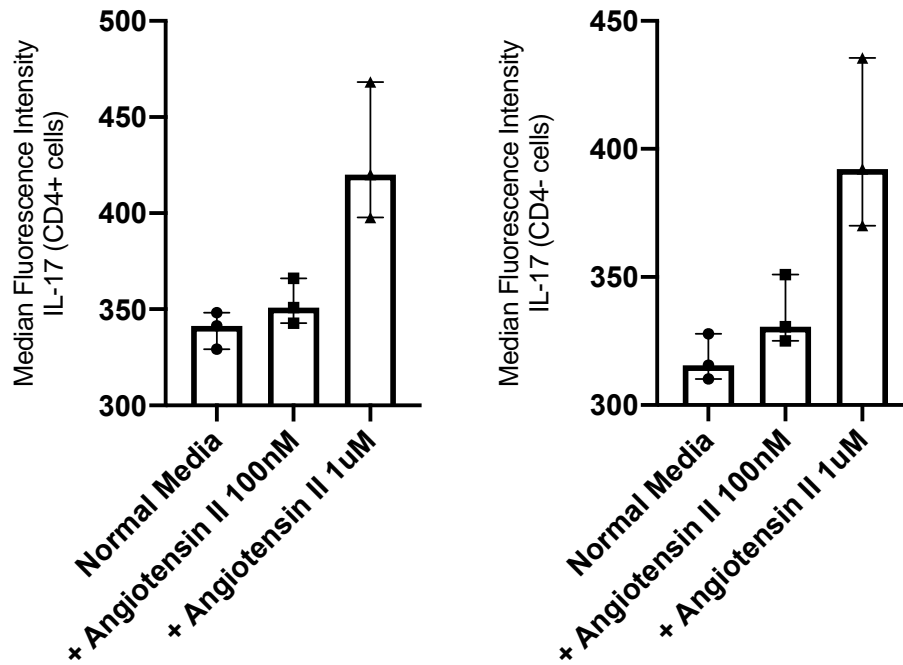 Median Fluorescence Intensity
IL-17 (CD4+ cells)
500
450
400
350
300
Normal Media
+ Angiotensin II 100nM
+ Angiotensin II 1uM
Median Fluorescence Intensity
IL-17 (CD4- cells)
450
400
350
300
Normal Media
+ Angiotensin II 100nM
+ Angiotensin II 1uM